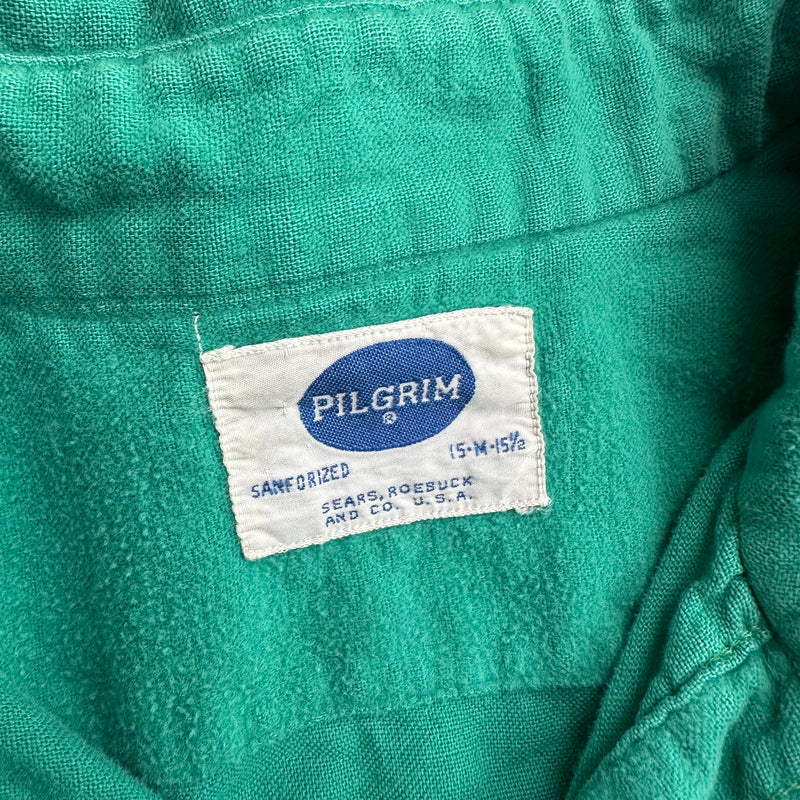 PILGRIM
®
SANFORIZED 15·M·15½
SEARS, ROEBUCK
AND CO. U.S.A.